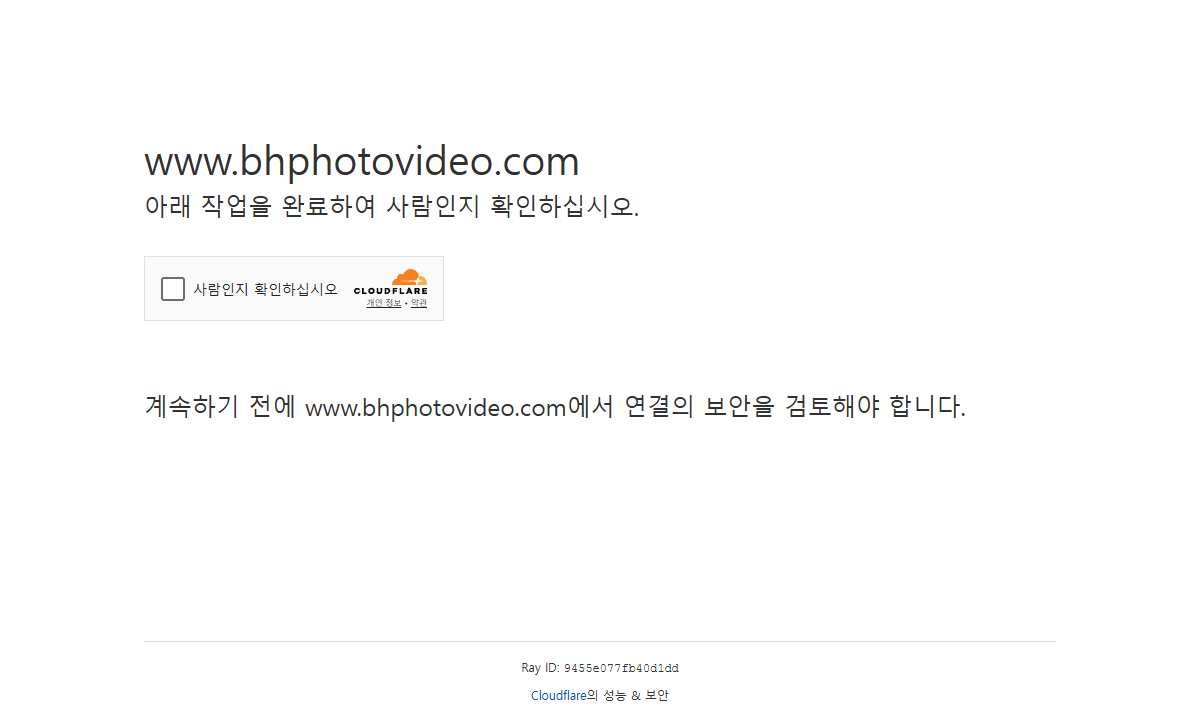 www.bhphotovideo.com
아래 작업을 완료하여 사람인지 확인하십시오.
사람인지 확인하십시오
CLOUDFLARE
개인 정보 • 약관
계속하기 전에 www.bhphotovideo.com에서 연결의 보안을 검토해야 합니다.
Ray ID: 9455e077fb40d1dd
Cloudflare의 성능 & 보안